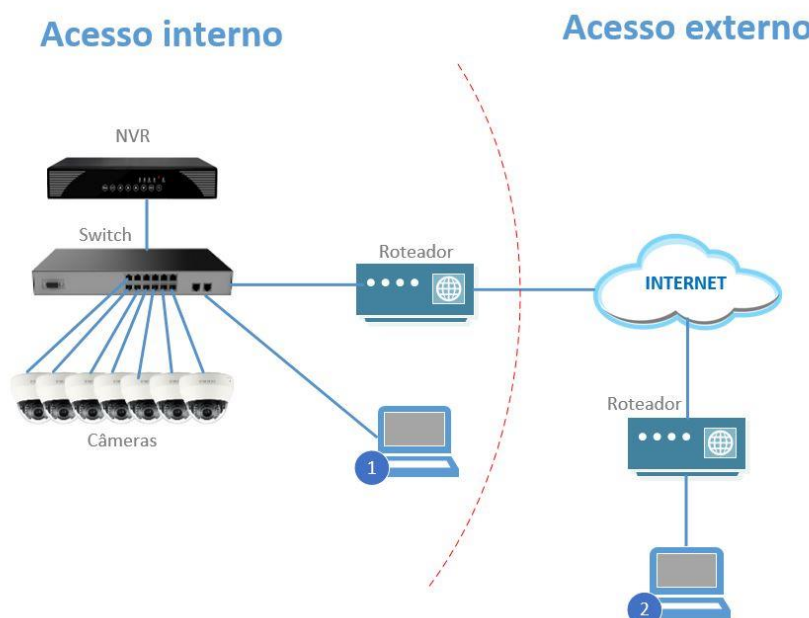 Acesso interno
Acesso externo
NVR
Switch
Roteador
INTERNET
Roteador
Câmeras
1
2